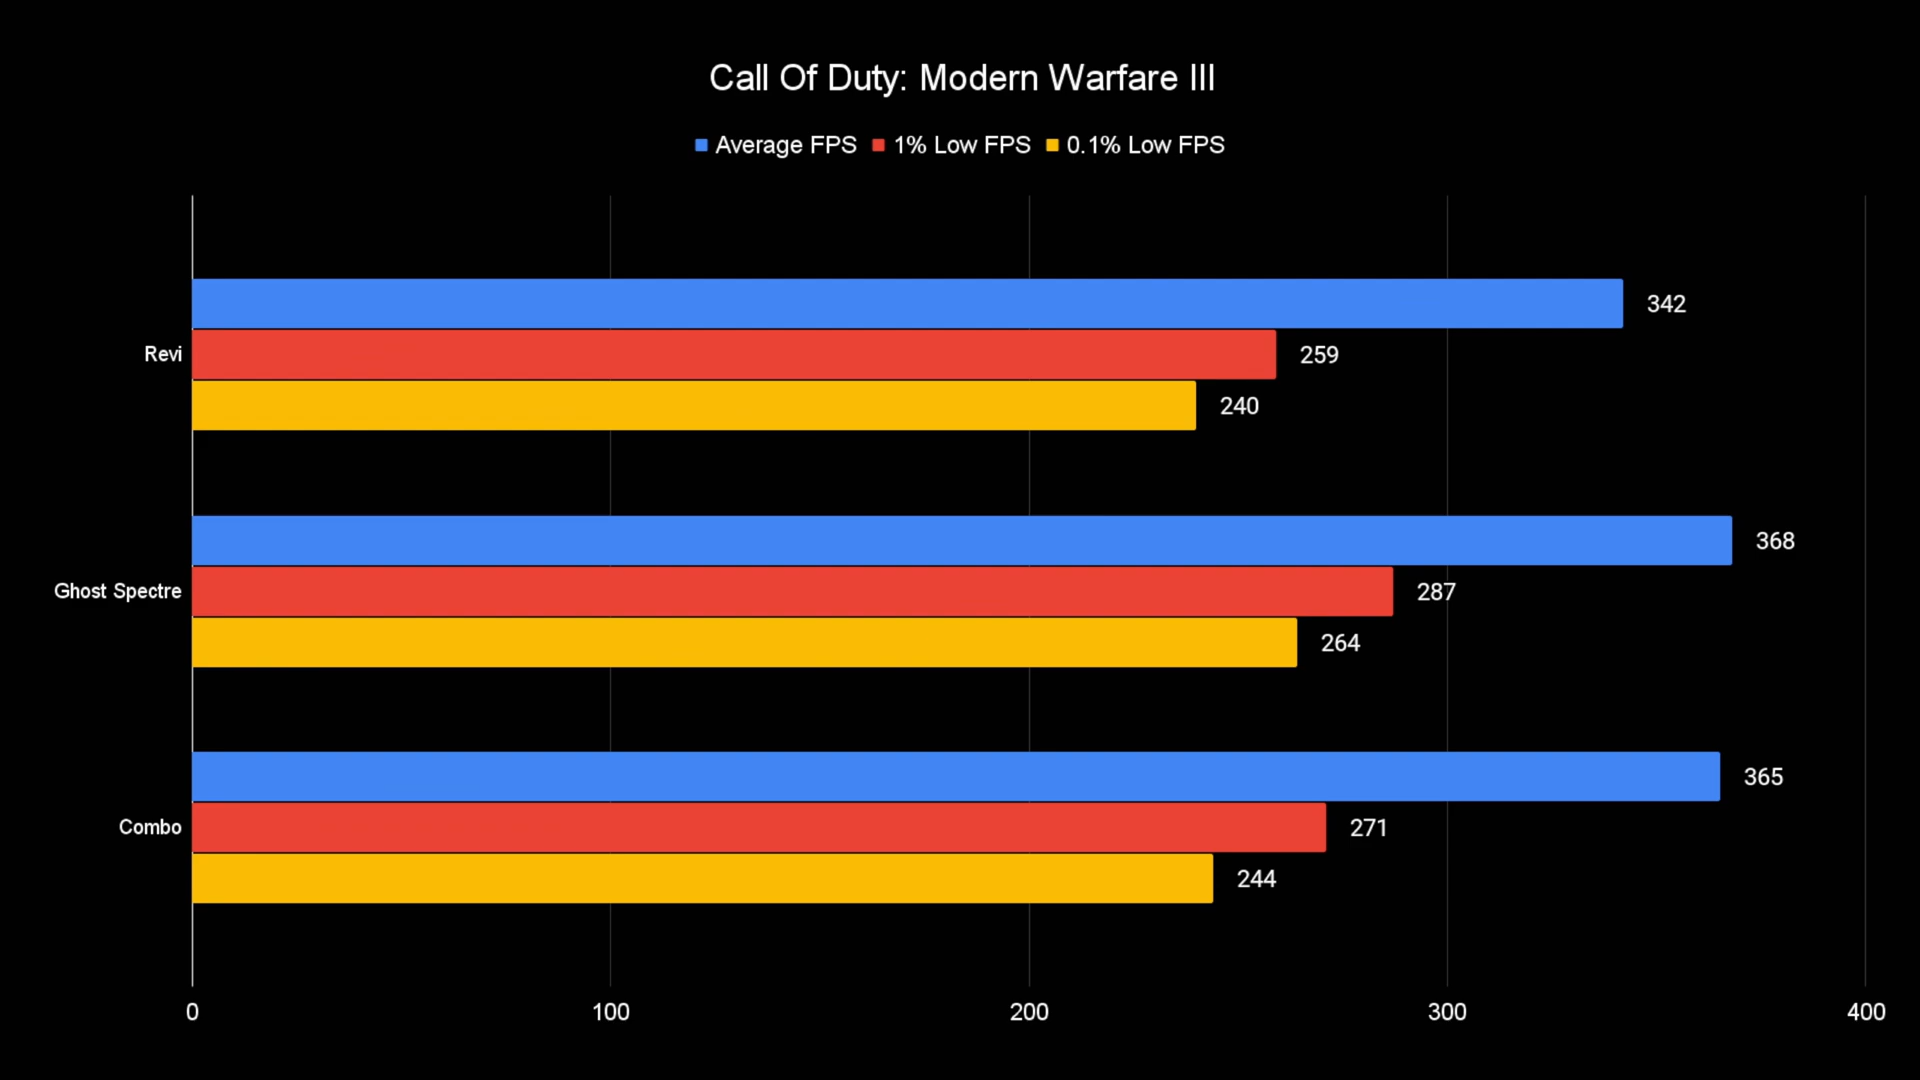 Call Of Duty: Modern Warfare III
Average FPS 1% Low FPS 0.1% Low FPS
342
Revi 259
240
368
Ghost Spectre 287
264
365
Combo 271
244
0 100 200 300 400